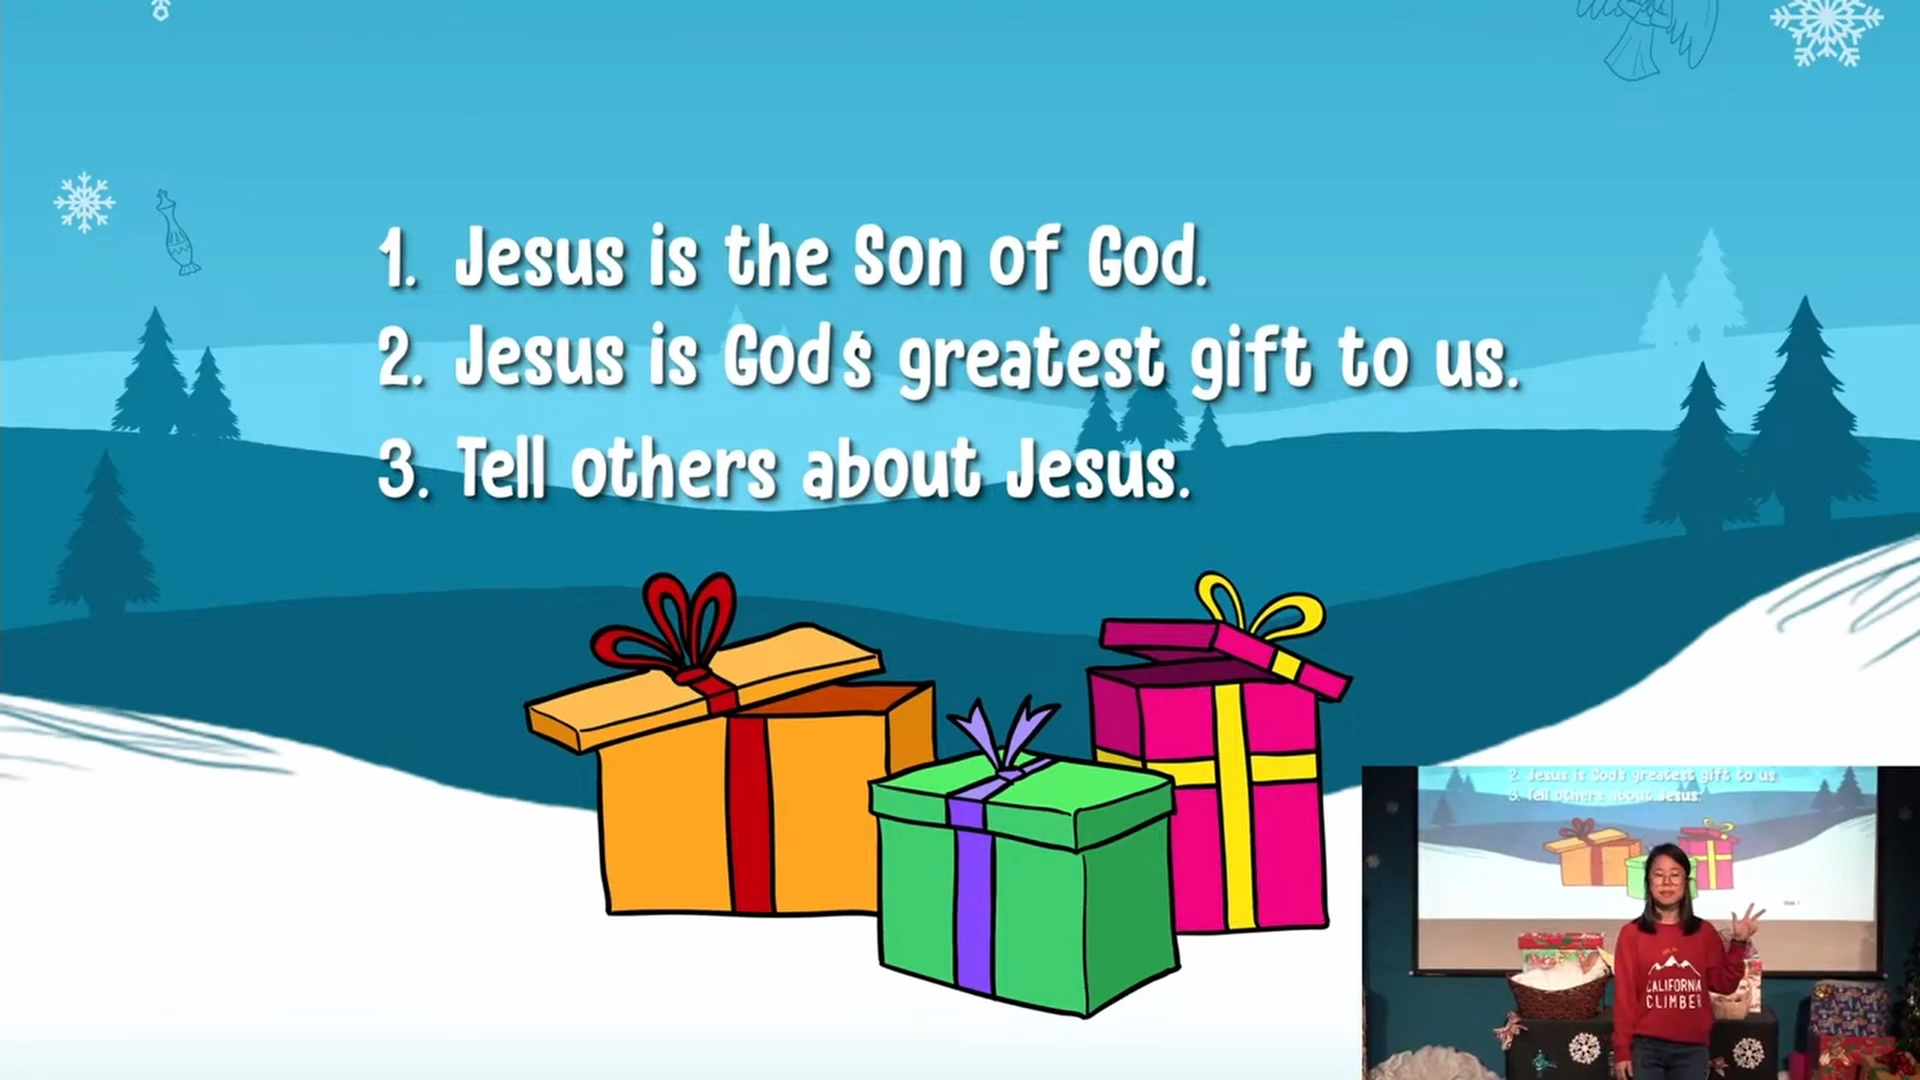 1. Jesus is the Son of God.
2. Jesus is God's greatest gift to us.
3. Tell others about Jesus.
2. Jesus is God's greatest gift to us.
3. Tell others about Jesus.
CALIFORNIA
CLIMBER